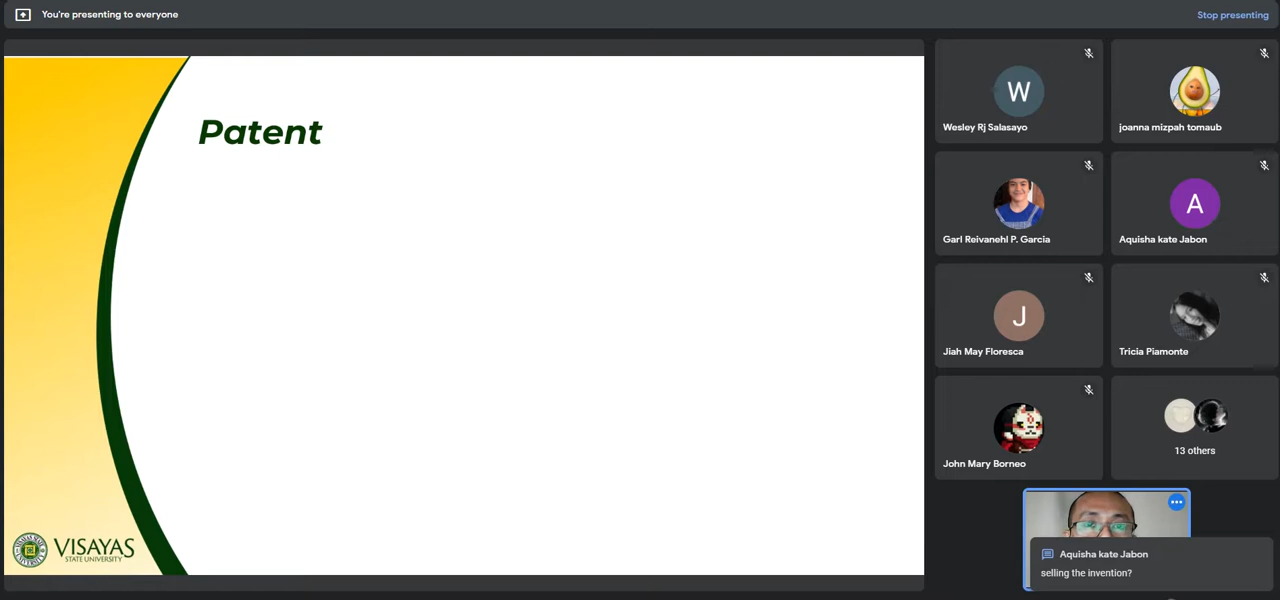 You're presenting to everyone
Stop presenting
Patent
VISAYAS
STATE UNIVERSITY
W
Wesley Rj Salasayo
joanna mizpah tomaub
Garl Reivanehl P. Garcia
A
Aquisha kate Jabon
J
Jiah May Floresca
Tricia Piamonte
John Mary Borneo
13 others
Aquisha kate Jabon
selling the invention?